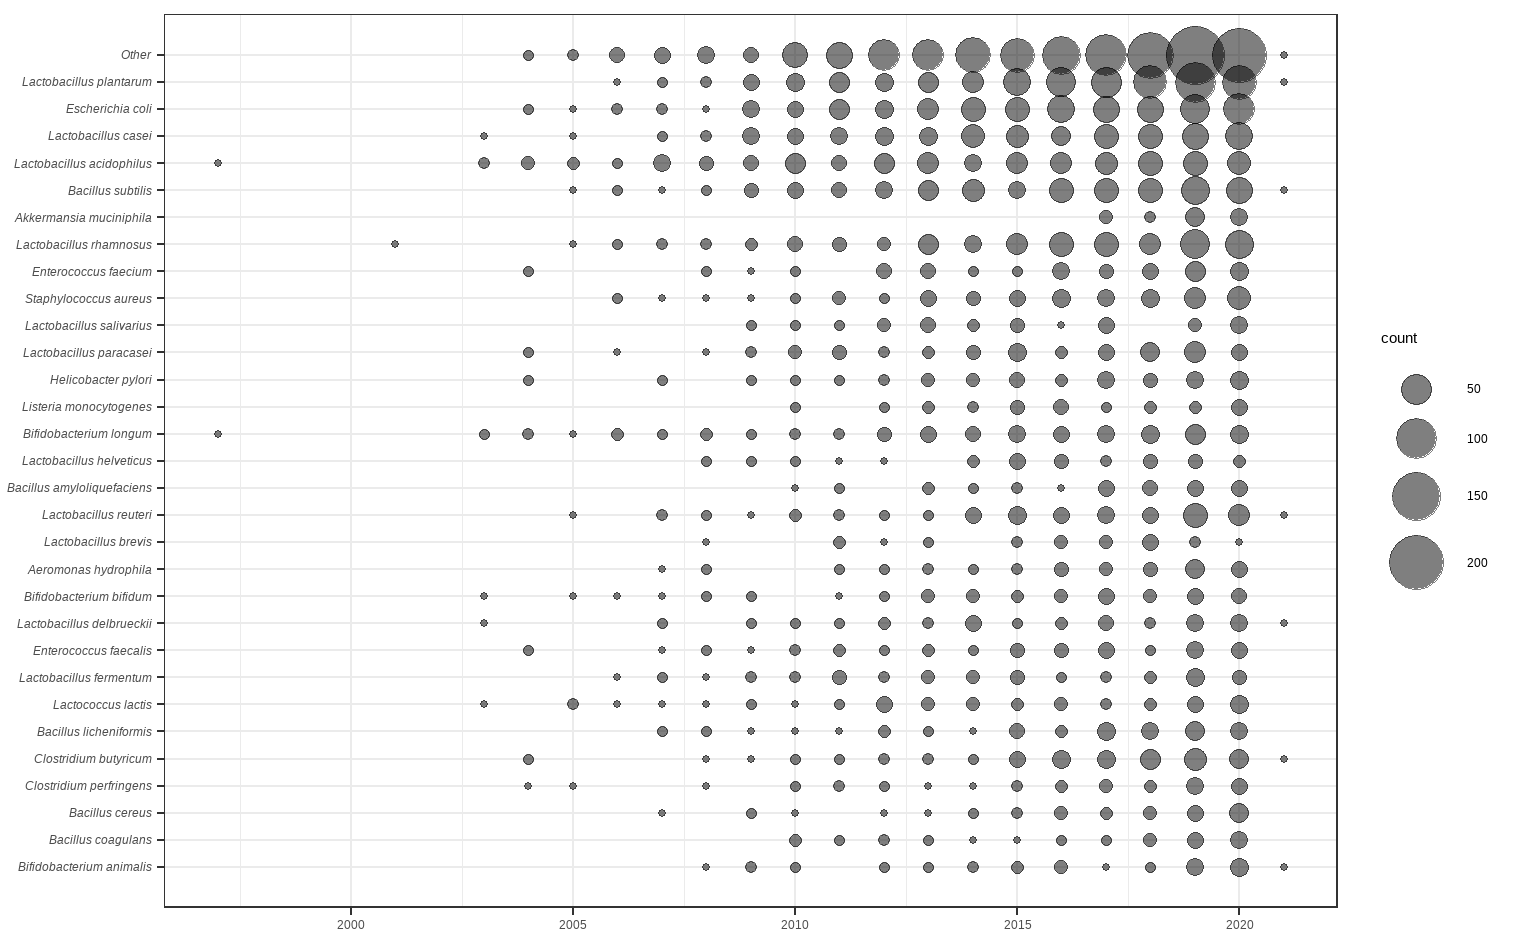 Other
Lactobacillus plantarum
Escherichia coli
Lactobacillus casei
Lactobacillus acidophilus
Bacillus subtilis
Akkermansia muciniphila
Lactobacillus rhamnosus
Enterococcus faecium
Staphylococcus aureus
Lactobacillus salivarius
Lactobacillus paracasei
Helicobacter pylori
Listeria monocytogenes
Bifidobacterium longum
Lactobacillus helveticus
Bacillus amyloliquefaciens
Lactobacillus reuteri
Lactobacillus brevis
Aeromonas hydrophila
Bifidobacterium bifidum
Lactobacillus delbrueckii
Enterococcus faecalis
Lactobacillus fermentum
Lactococcus lactis
Bacillus licheniformis
Clostridium butyricum
Clostridium perfringens
Bacillus cereus
Bacillus coagulans
Bifidobacterium animalis
2000 2005 2010 2015 2020
count
50
100
150
200